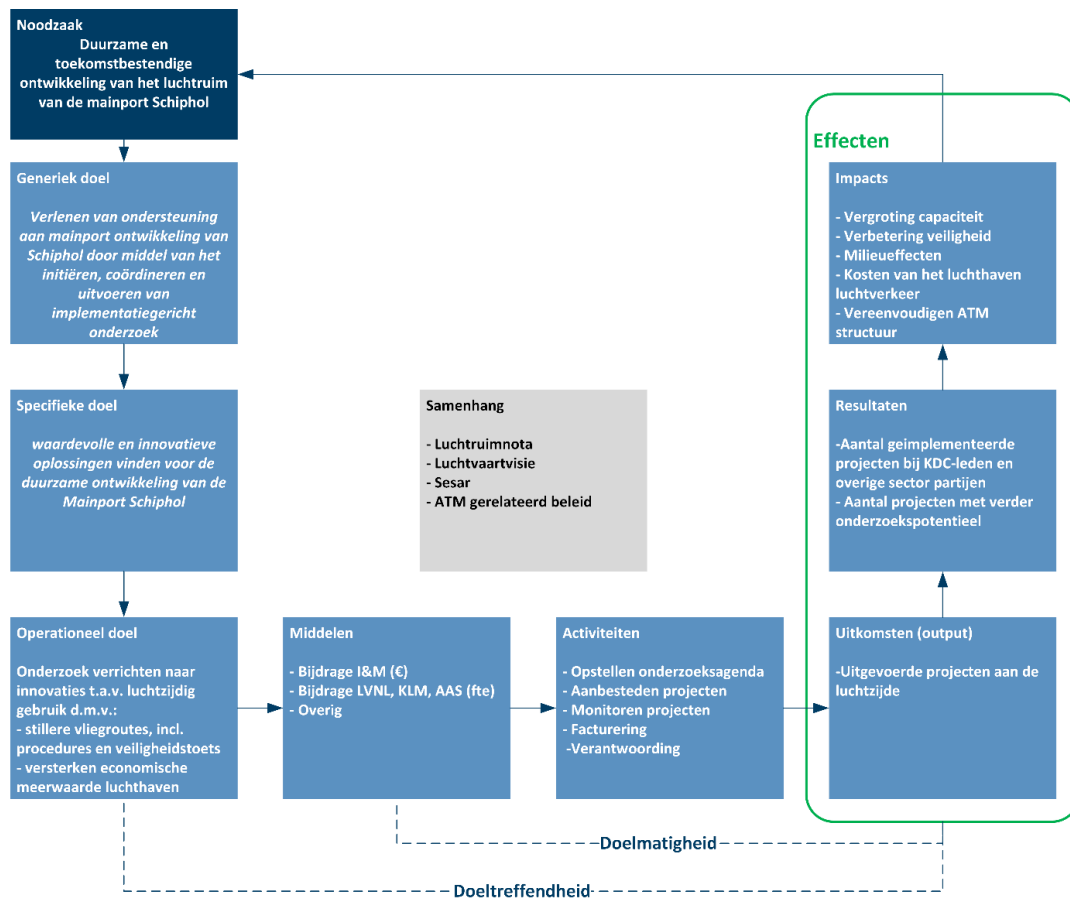 Noodzaak
Duurzame en
toekomstbestendige
ontwikkeling van het luchtruim
van de mainport Schiphol
Generiek doel
Verlenen van ondersteuning
aan mainport ontwikkeling van
Schiphol door middel van het
initiëren, coördineren en
uitvoeren van
implementatiegericht
onderzoek
Specifieke doel
waardevolle en innovatieve
oplossingen vinden voor de
duurzame ontwikkeling van de
Mainport Schiphol
Operationeel doel
Onderzoek verrichten naar
innovaties t.a.v. luchtzijdig
gebruik d.m.v.:
- stillere vliegroutes, incl.
procedures en veiligheidstoets
- versterken economische
meerwaarde luchthaven
Middelen
- Bijdrage I&M (€)
- Bijdrage LVNL, KLM, AAS (fte)
- Overig
Activiteiten
- Opstellen onderzoeksagenda
- Aanbesteden projecten
- Monitoren projecten
- Facturering
-Verantwoording
Samenhang
- Luchtruimnota
- Luchtvaartvisie
- Sesar
- ATM gerelateerd beleid
Effecten
Impacts
- Vergroting capaciteit
- Verbetering veiligheid
- Milieueffecten
- Kosten van het luchthaven
luchtverkeer
- Vereenvoudigen ATM
structuur
Resultaten
-Aantal geimplementeerde
projecten bij KDC-leden en
overige sector partijen
- Aantal projecten met verder
onderzoekspotentieel
Uitkomsten (output)
-Uitgevoerde projecten aan de
luchtzijde
Doelmatigheid
Doeltreffendheid